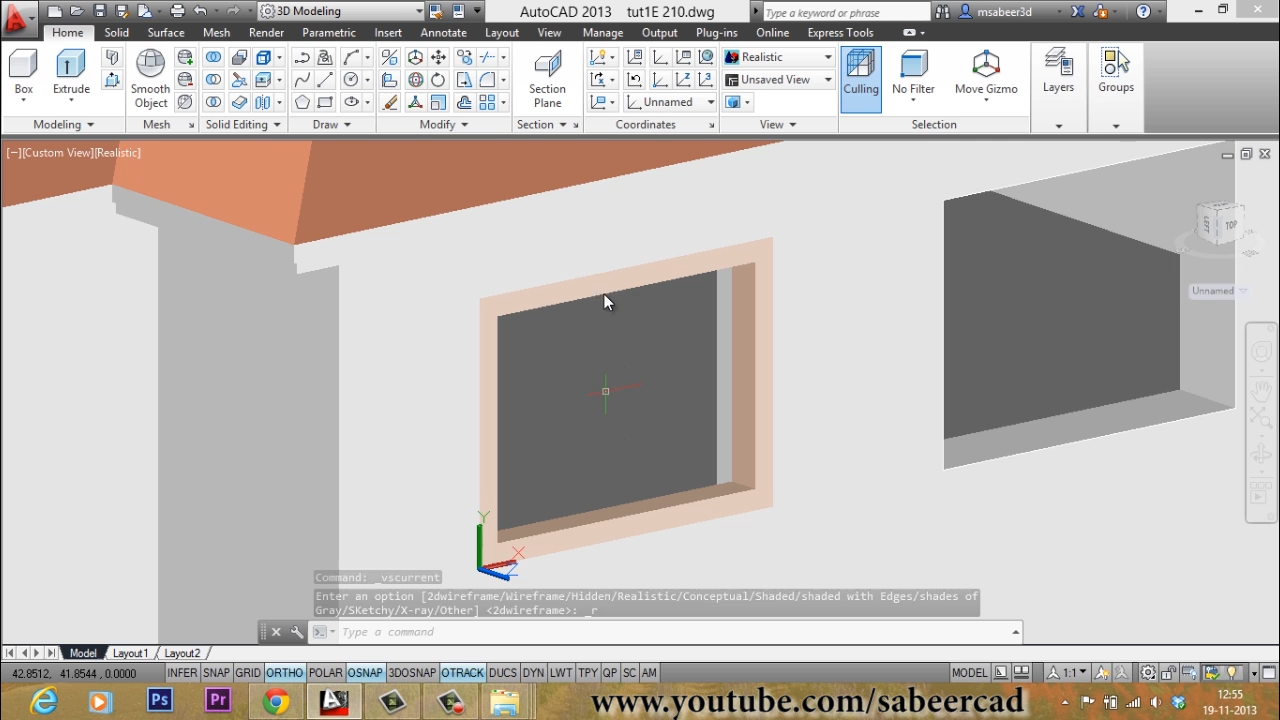 3D Modeling
AutoCAD 2013 tut1E 210.dwg
Type a keyword or phrase
msabeer3d
Home Solid Surface Mesh Render Parametric Insert Annotate Layout View Manage Output Plug-ins Online Express Tools
Box
Extrude
Smooth Object
Section Plane
Realistic
Unsaved View
Unnamed
Culling
No Filter
Move Gizmo
Layers
Groups
Modeling
Mesh
Solid Editing
Draw
Modify
Section
Coordinates
View
Selection
[−][Custom View][Realistic]
LEFT
TOP
Unnamed
Y
X
Z
Command: _vscurrent
Enter an option [2dwireframe/Wireframe/Hidden/Realistic/Conceptual/Shaded/shaded with Edges/shades of
Gray/SKetchy/X-ray/Other] <2dwireframe>: _r
Type a command
Model Layout1 Layout2
42.8512, 41.8544 , 0.0000
INFER SNAP GRID ORTHO POLAR OSNAP 3DOSNAP OTRACK DUCS DYN LWT TPY QP SC AM
MODEL
1:1
Ps
Pr
www.youtube.com/sabeercad
12:55
19-11-2013